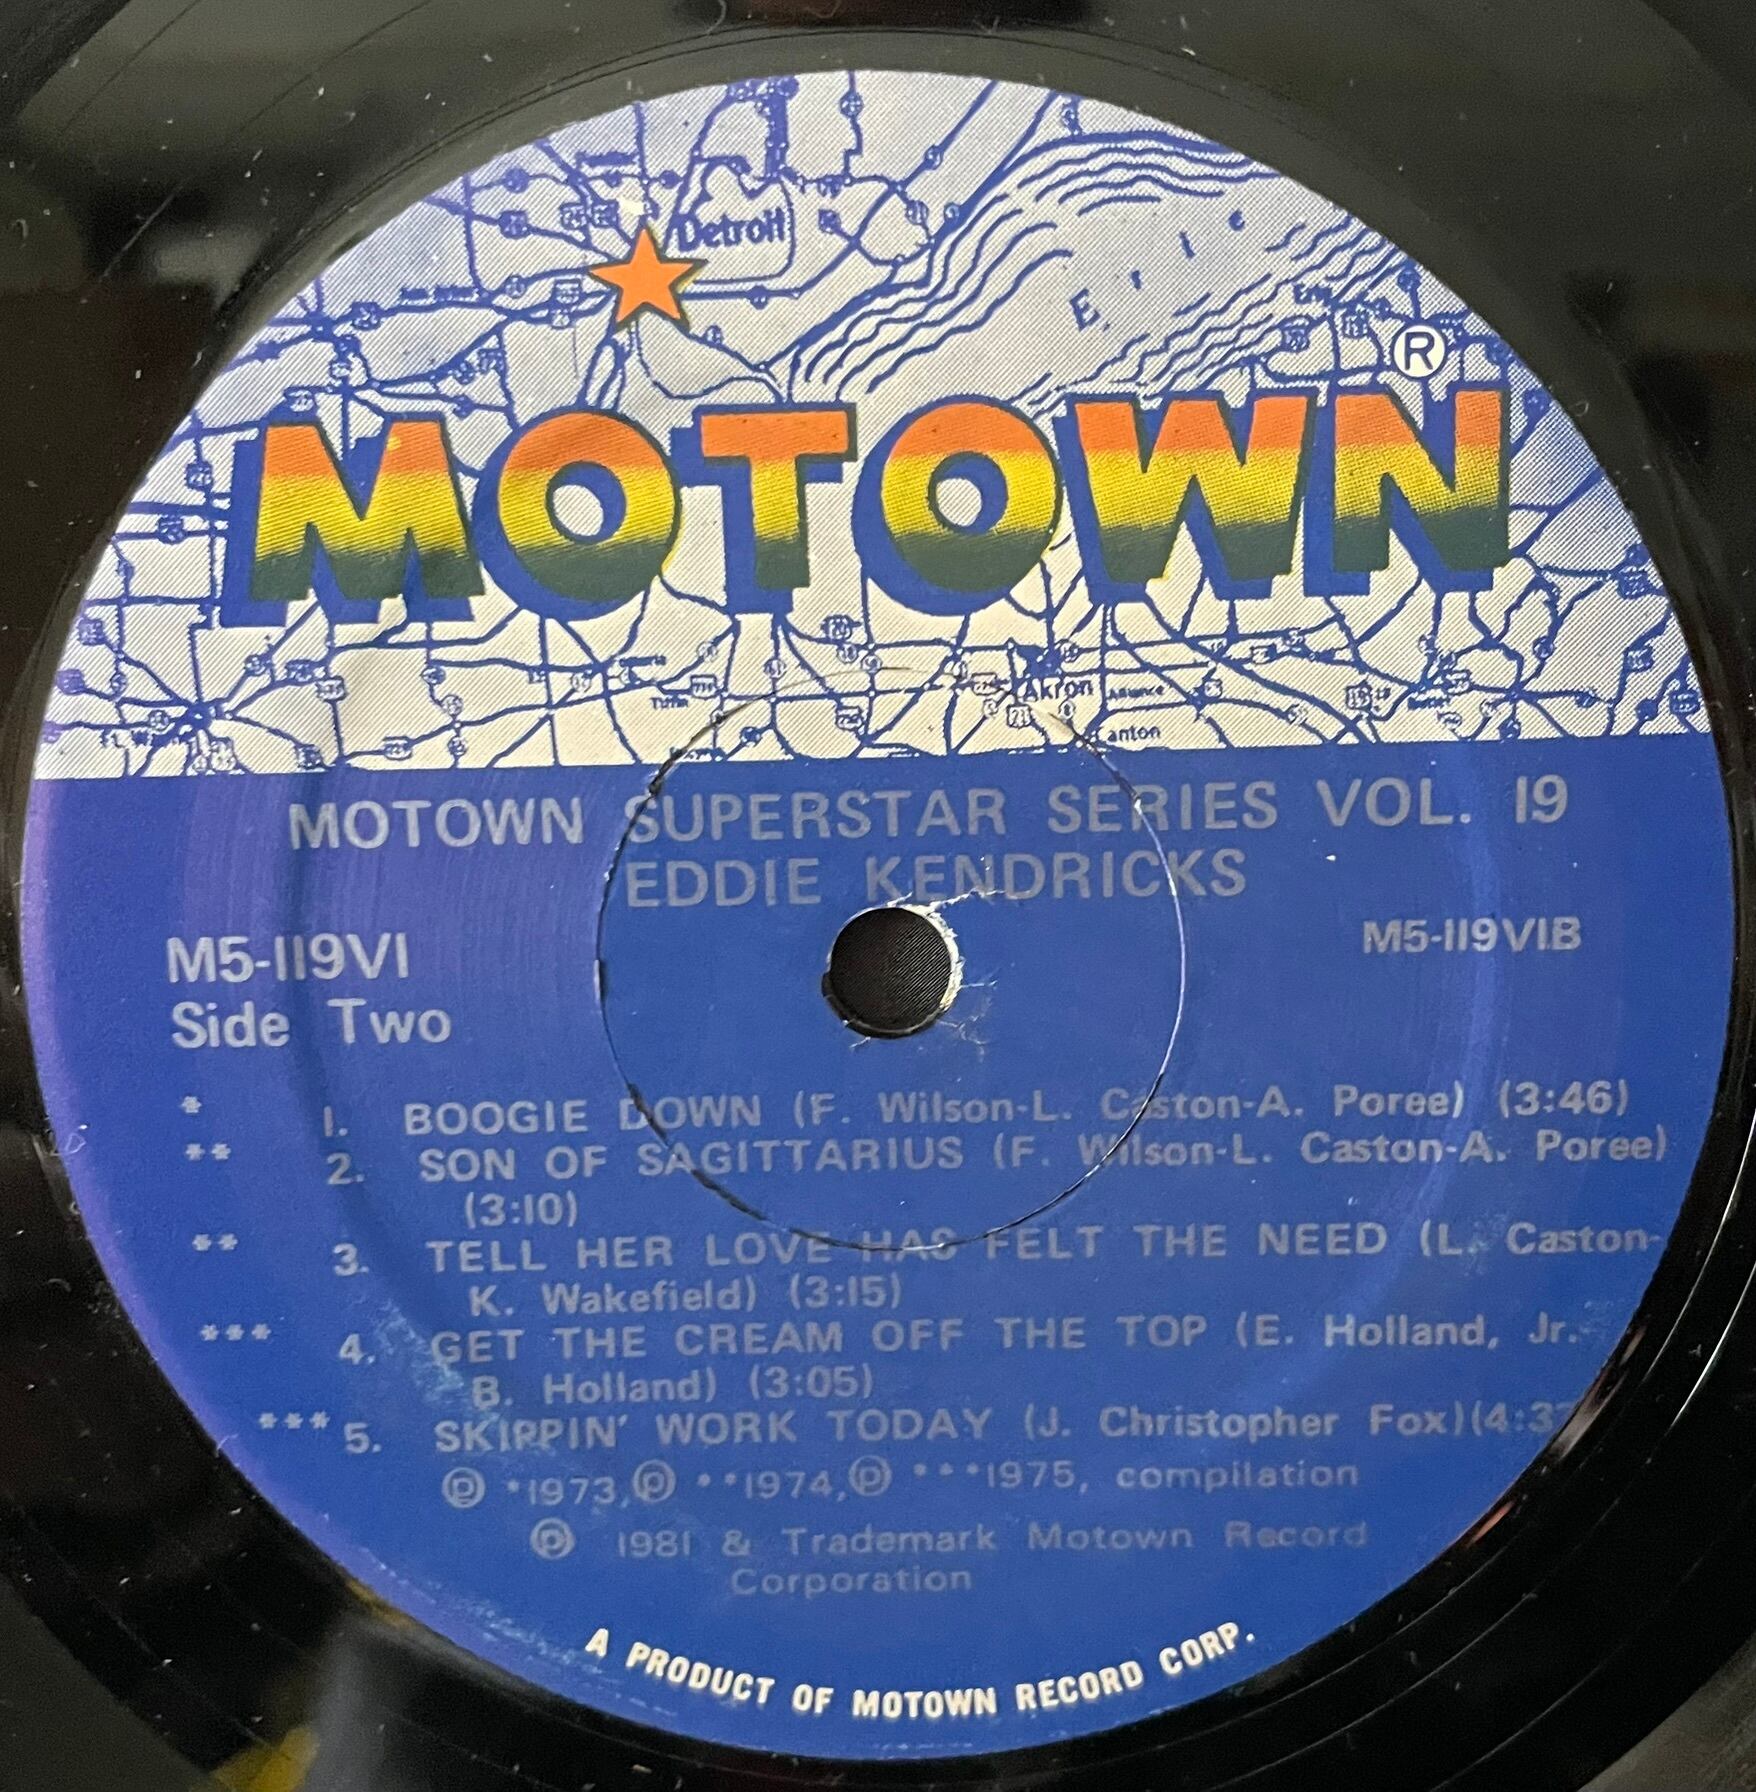 Detroit
Erie
®
MOTOWN
Tiffin
Akron
Alliance
Canton
MOTOWN SUPERSTAR SERIES VOL. 19
EDDIE KENDRICKS
M5-119V1
M5-119V1B
Side Two
* 1. BOOGIE DOWN (F. Wilson-L. Caston-A. Poree) (3:46)
** 2. SON OF SAGITTARIUS (F. Wilson-L. Caston-A. Poree)
(3:10)
** 3. TELL HER LOVE HAS FELT THE NEED (L. Caston-
K. Wakefield) (3:15)
*** 4. GET THE CREAM OFF THE TOP (E. Holland, Jr.-
B. Holland) (3:05)
*** 5. SKIPPIN' WORK TODAY (J. Christopher Fox)
℗ *1973, ℗ **1974, ℗ ***1975, compilation
℗ 1981 & Trademark Motown Record
Corporation
A PRODUCT OF MOTOWN RECORD CORP.